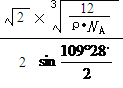 √2 × ∛(12 / ρ•N_A)
2 sin 109°28′ / 2